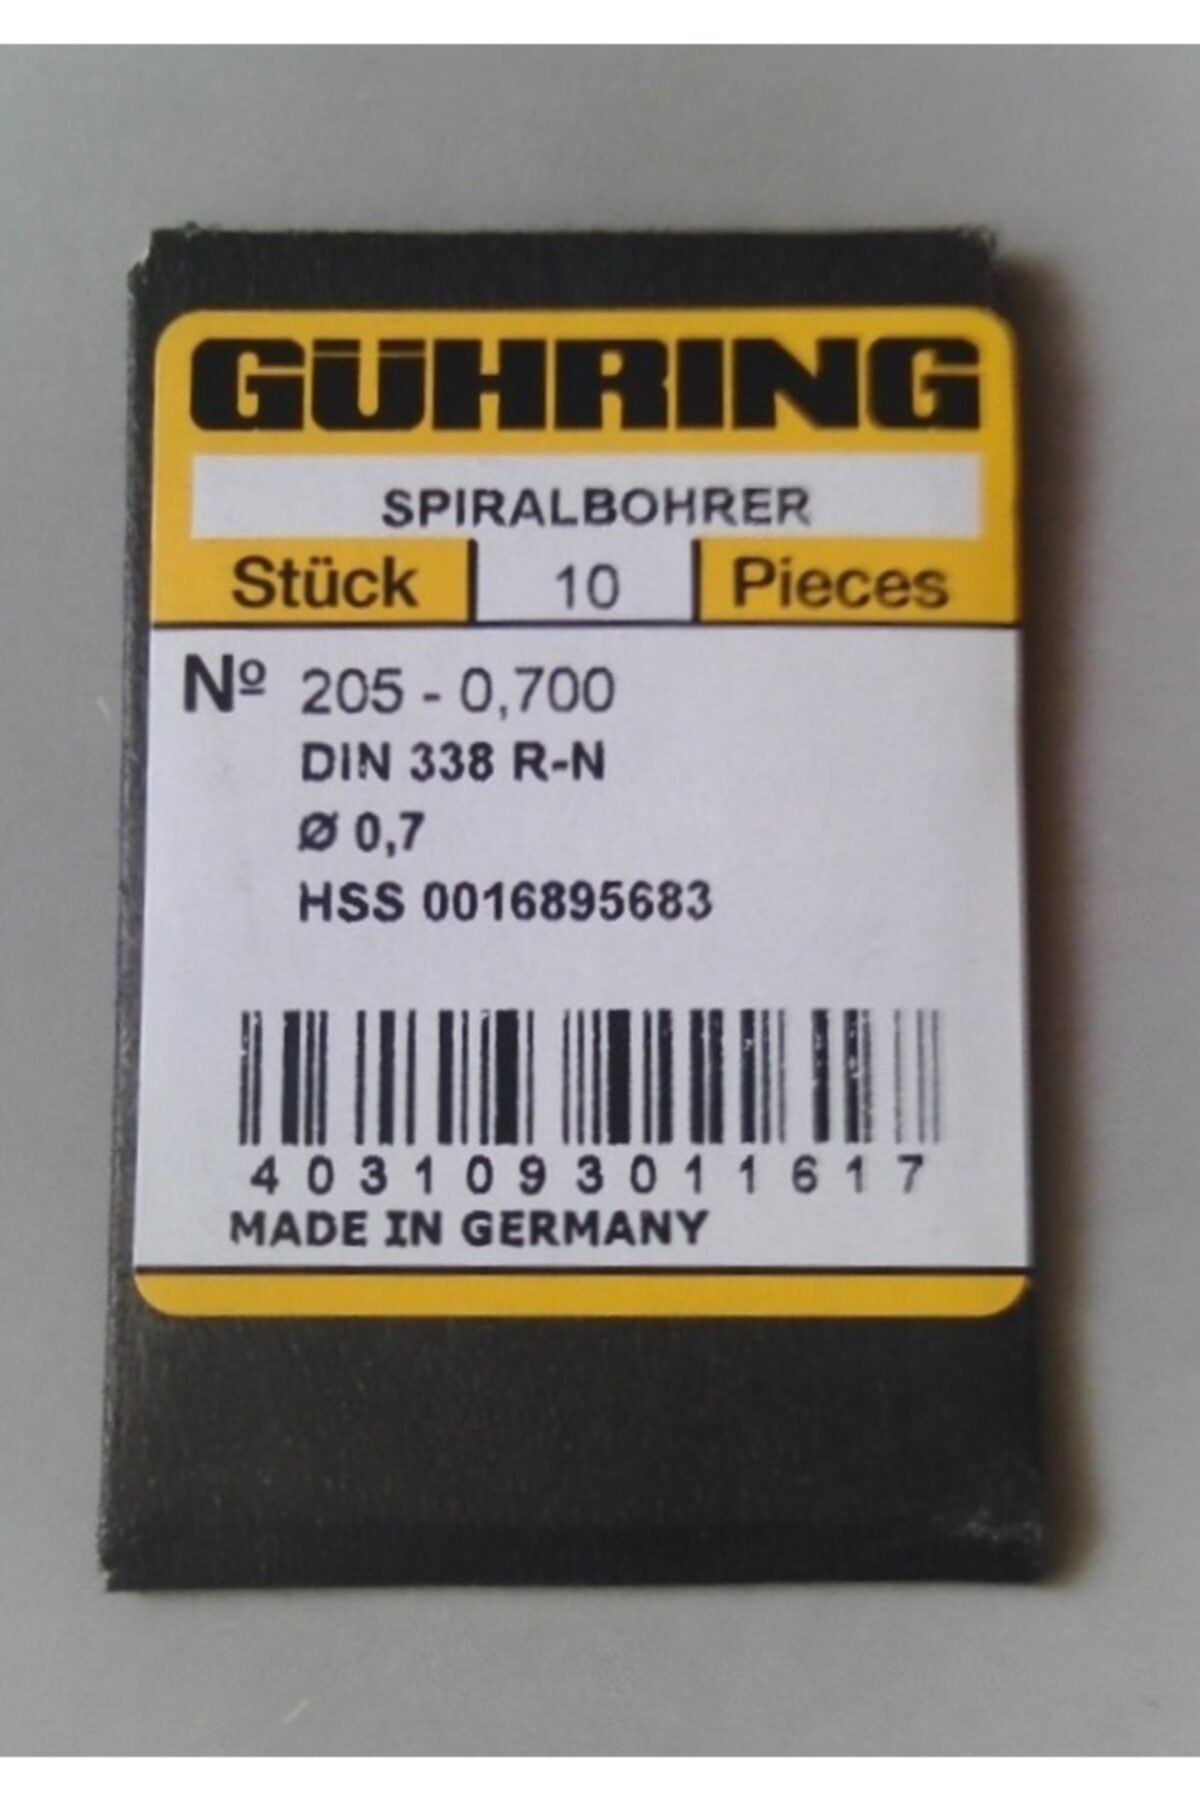 GÜHRING
SPIRALBOHRER
Stück 10 Pieces
Nº 205 - 0,700
DIN 338 R-N
Ø 0,7
HSS 0016895683
4031093011617
MADE IN GERMANY